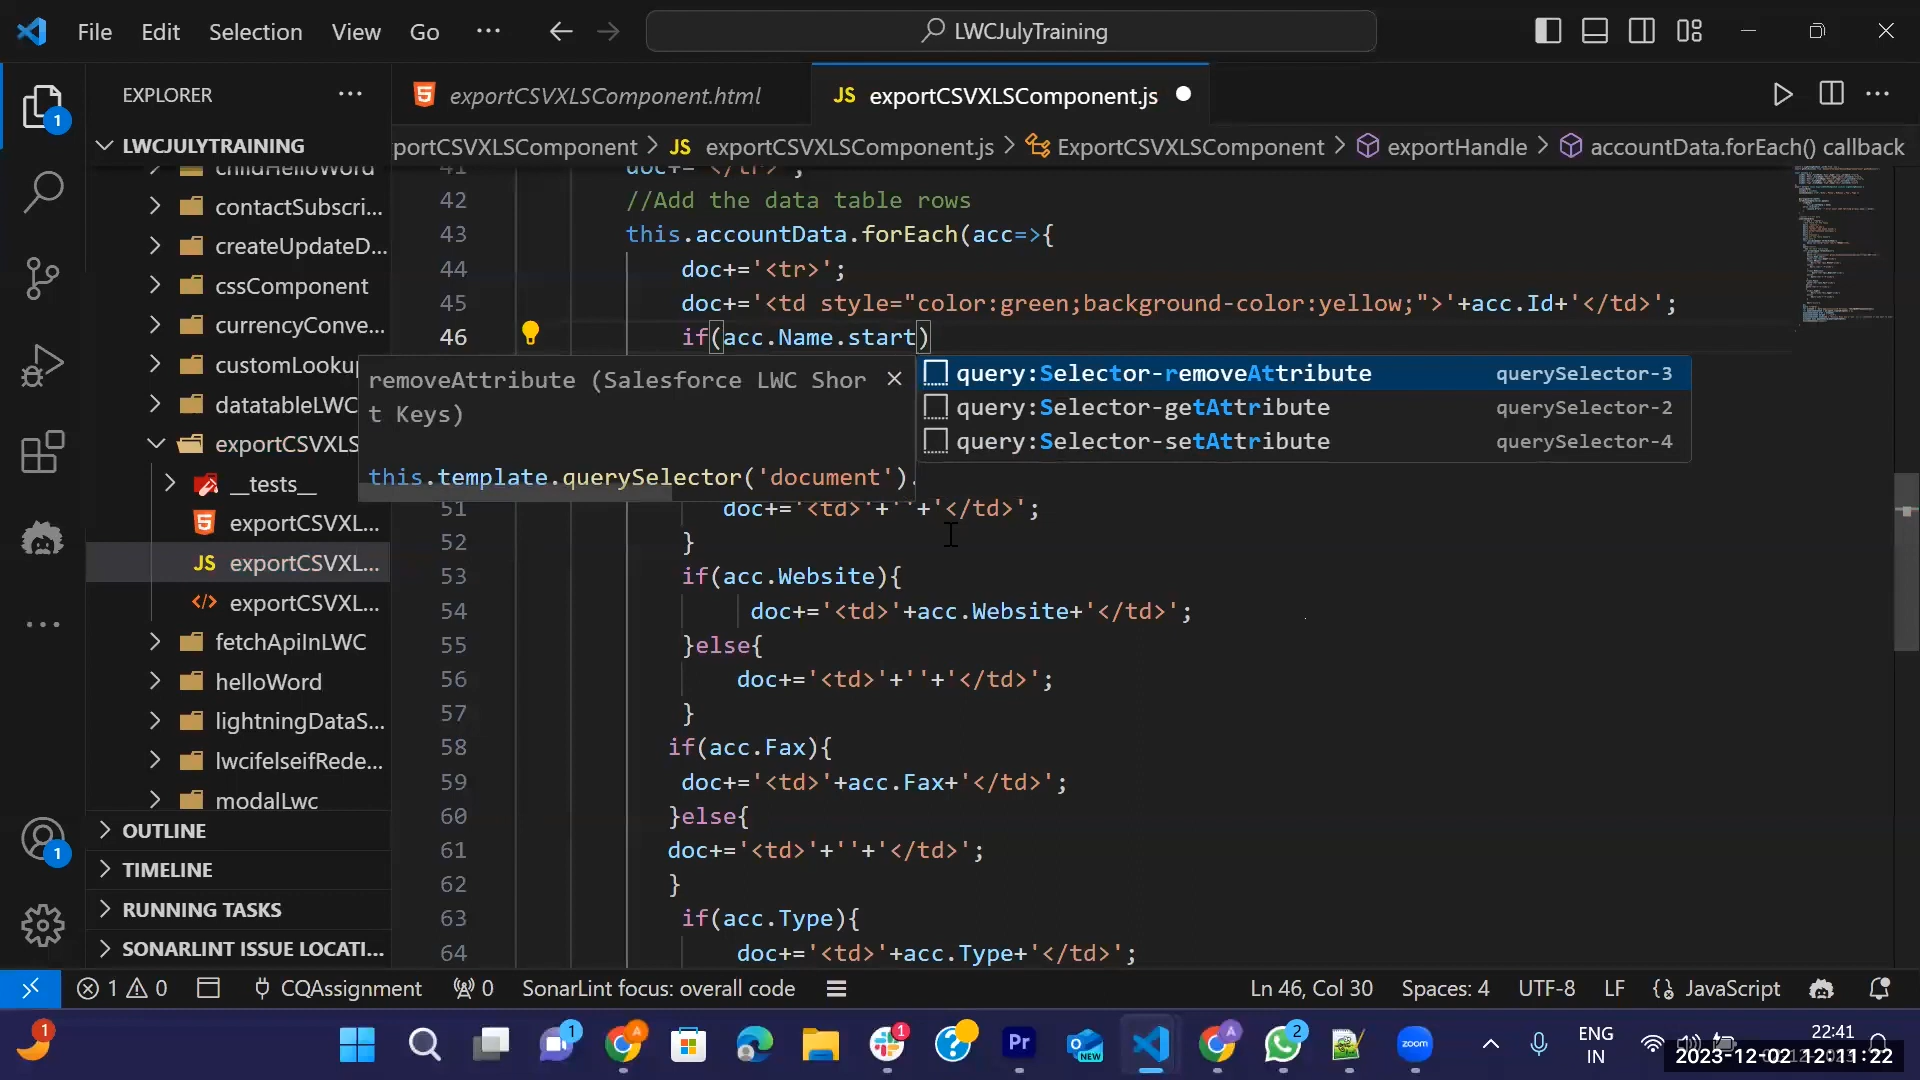 File Edit Selection View Go ··· LWCJulyTraining
EXPLORER ···
exportCSVXLSComponent.html
JS exportCSVXLSComponent.js
LWCJULYTRAINING
portCSVXLSComponent > JS exportCSVXLSComponent.js > ExportCSVXLSComponent > exportHandle > accountData.forEach() callback
childHelloWord
contactSubscri...
createUpdateD...
cssComponent
currencyConve...
customLookup
datatableLWC
exportCSVXLS
__tests__
exportCSVXL...
JS exportCSVXL...
exportCSVXL...
fetchApiInLWC
helloWord
lightningDataS...
lwcifelseifRede...
modalLwc
OUTLINE
TIMELINE
RUNNING TASKS
SONARLINT ISSUE LOCATI...
41 doc+='</tr>';
42 //Add the data table rows
43 this.accountData.forEach(acc=>{
44 doc+='<tr>';
45 doc+='<td style="color:green;background-color:yellow;">'+acc.Id+'</td>';
46 if(acc.Name.start)
removeAttribute (Salesforce LWC Shor
t Keys)
this.template.querySelector('document').
query:Selector-removeAttribute querySelector-3
query:Selector-getAttribute querySelector-2
query:Selector-setAttribute querySelector-4
51 doc+='<td>'+''+'</td>';
52 }
53 if(acc.Website){
54 doc+='<td>'+acc.Website+'</td>';
55 }else{
56 doc+='<td>'+''+'</td>';
57 }
58 if(acc.Fax){
59 doc+='<td>'+acc.Fax+'</td>';
60 }else{
61 doc+='<td>'+''+'</td>';
62 }
63 if(acc.Type){
64 doc+='<td>'+acc.Type+'</td>';
1 0 CQAssignment 0 SonarLint focus: overall code Ln 46, Col 30 Spaces: 4 UTF-8 LF JavaScript
ENG
IN
22:41
2023-12-02 12:11:22